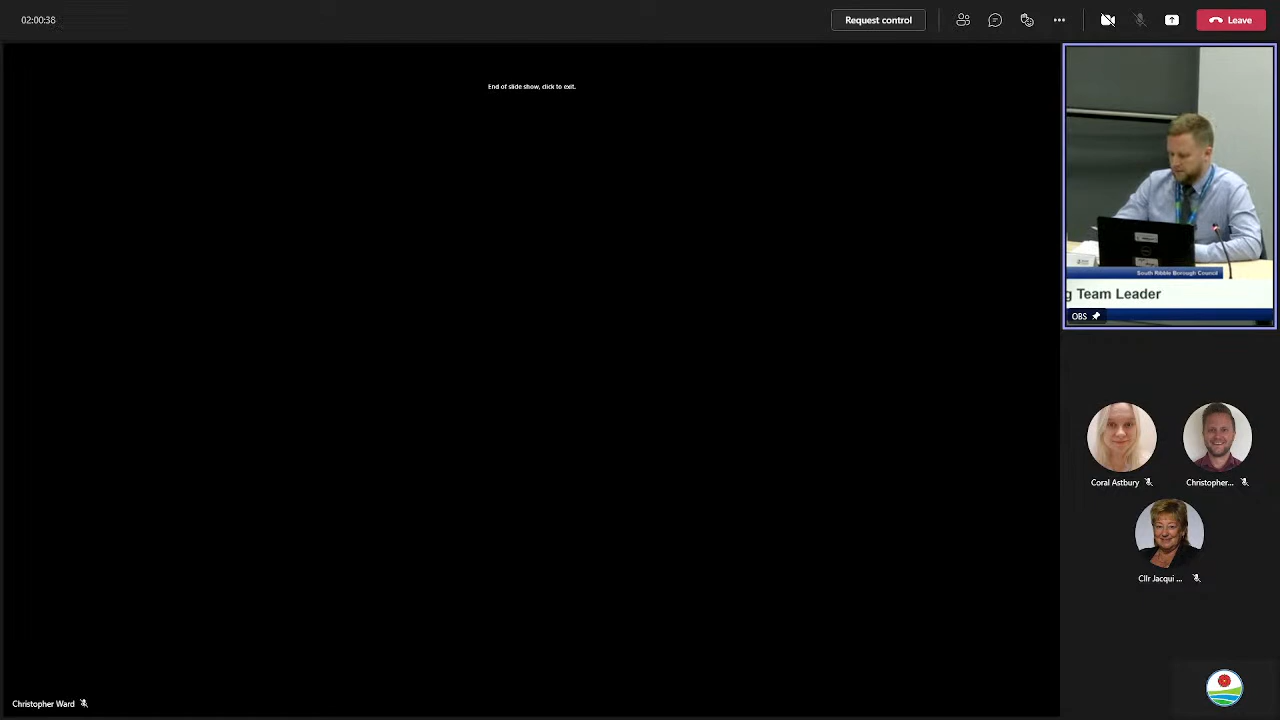 02:00:38
Request control
Leave
End of slide show, click to exit.
South Ribble Borough Council
g Team Leader
OBS
Coral Astbury
Christopher...
Cllr Jacqui ...
Christopher Ward